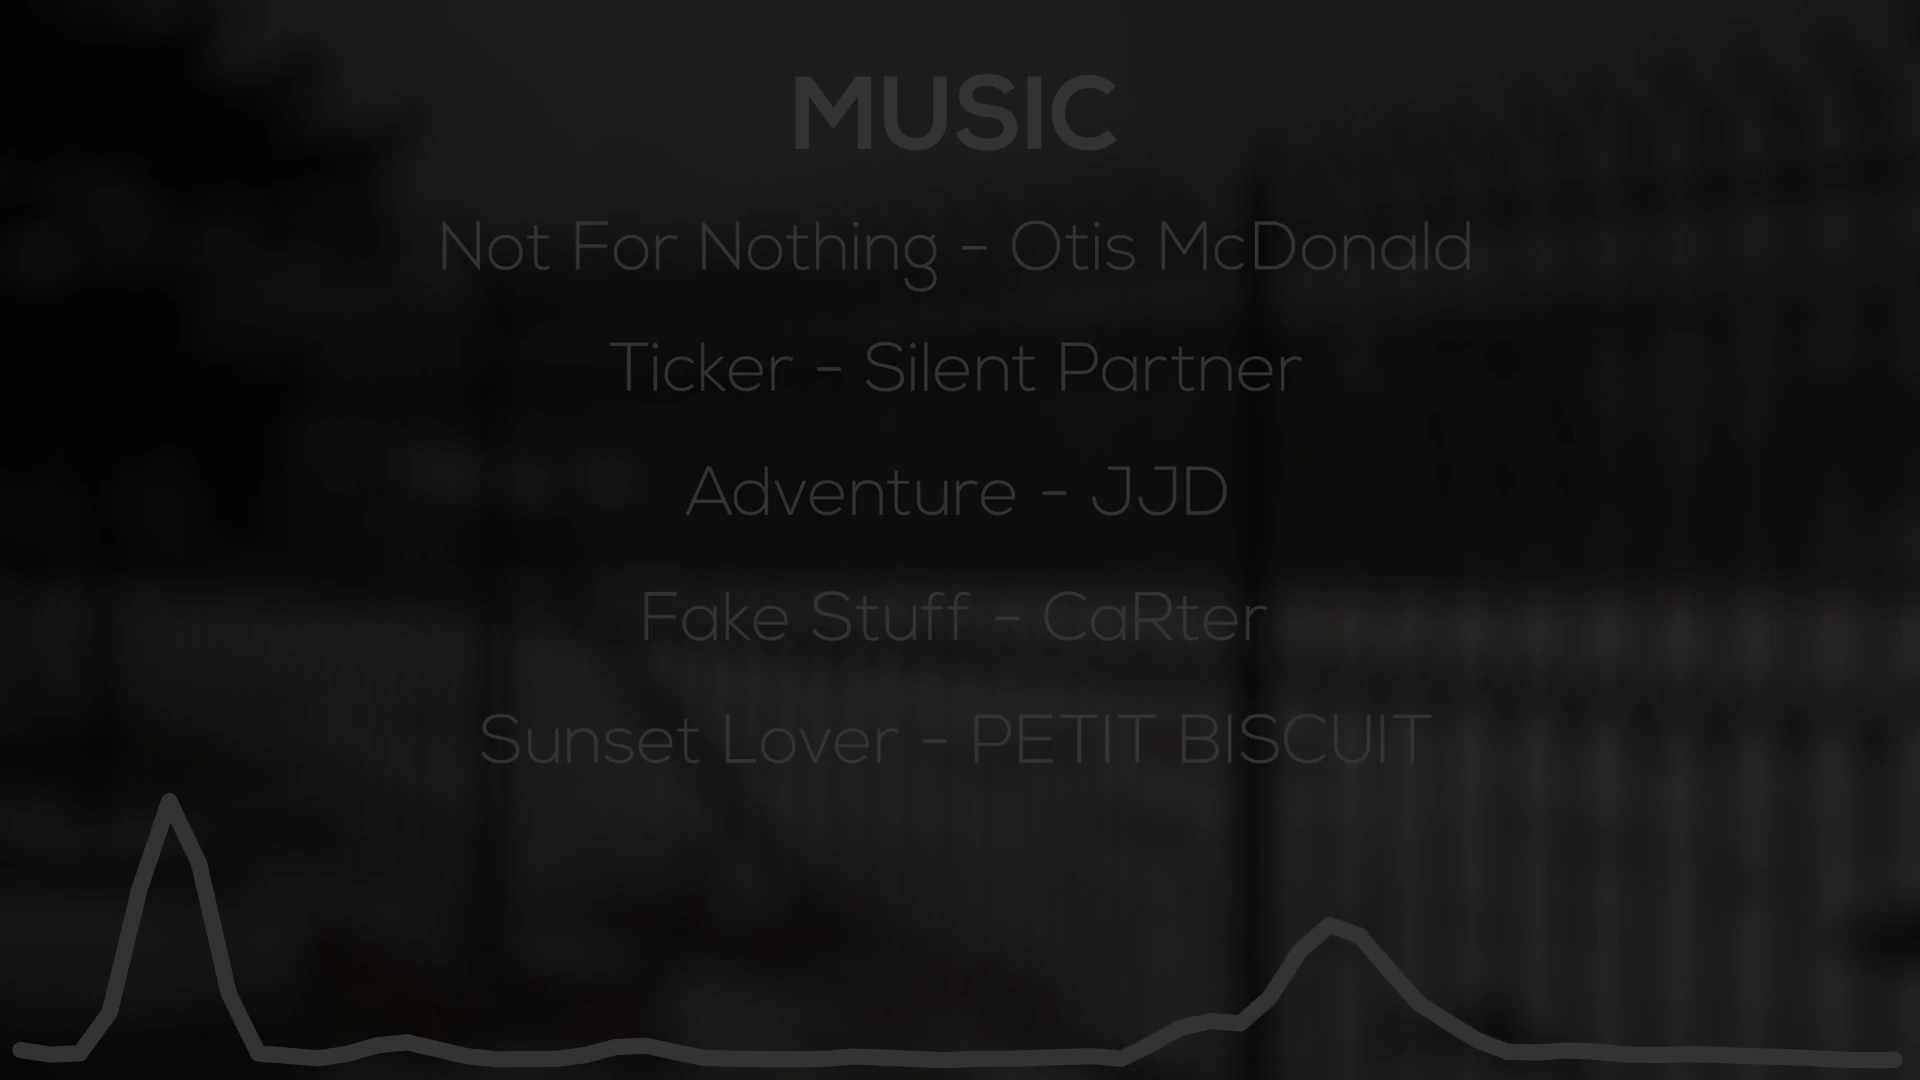 MUSIC
Not For Nothing - Otis McDonald
Ticker - Silent Partner
Adventure - JJD
Fake Stuff - CaRter
Sunset Lover - PETIT BISCUIT